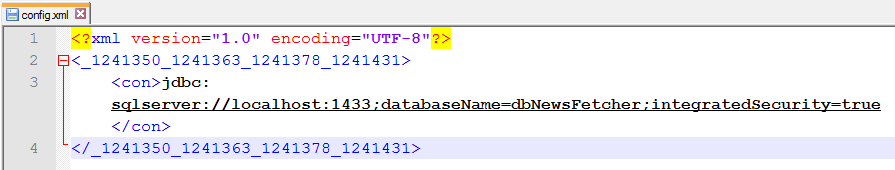 config.xml
1 <?xml version="1.0" encoding="UTF-8"?>
2 <_1241350_1241363_1241378_1241431>
3 <con>jdbc:
sqlserver://localhost:1433;databaseName=dbNewsFetcher;integratedSecurity=true
</con>
4 </_1241350_1241363_1241378_1241431>